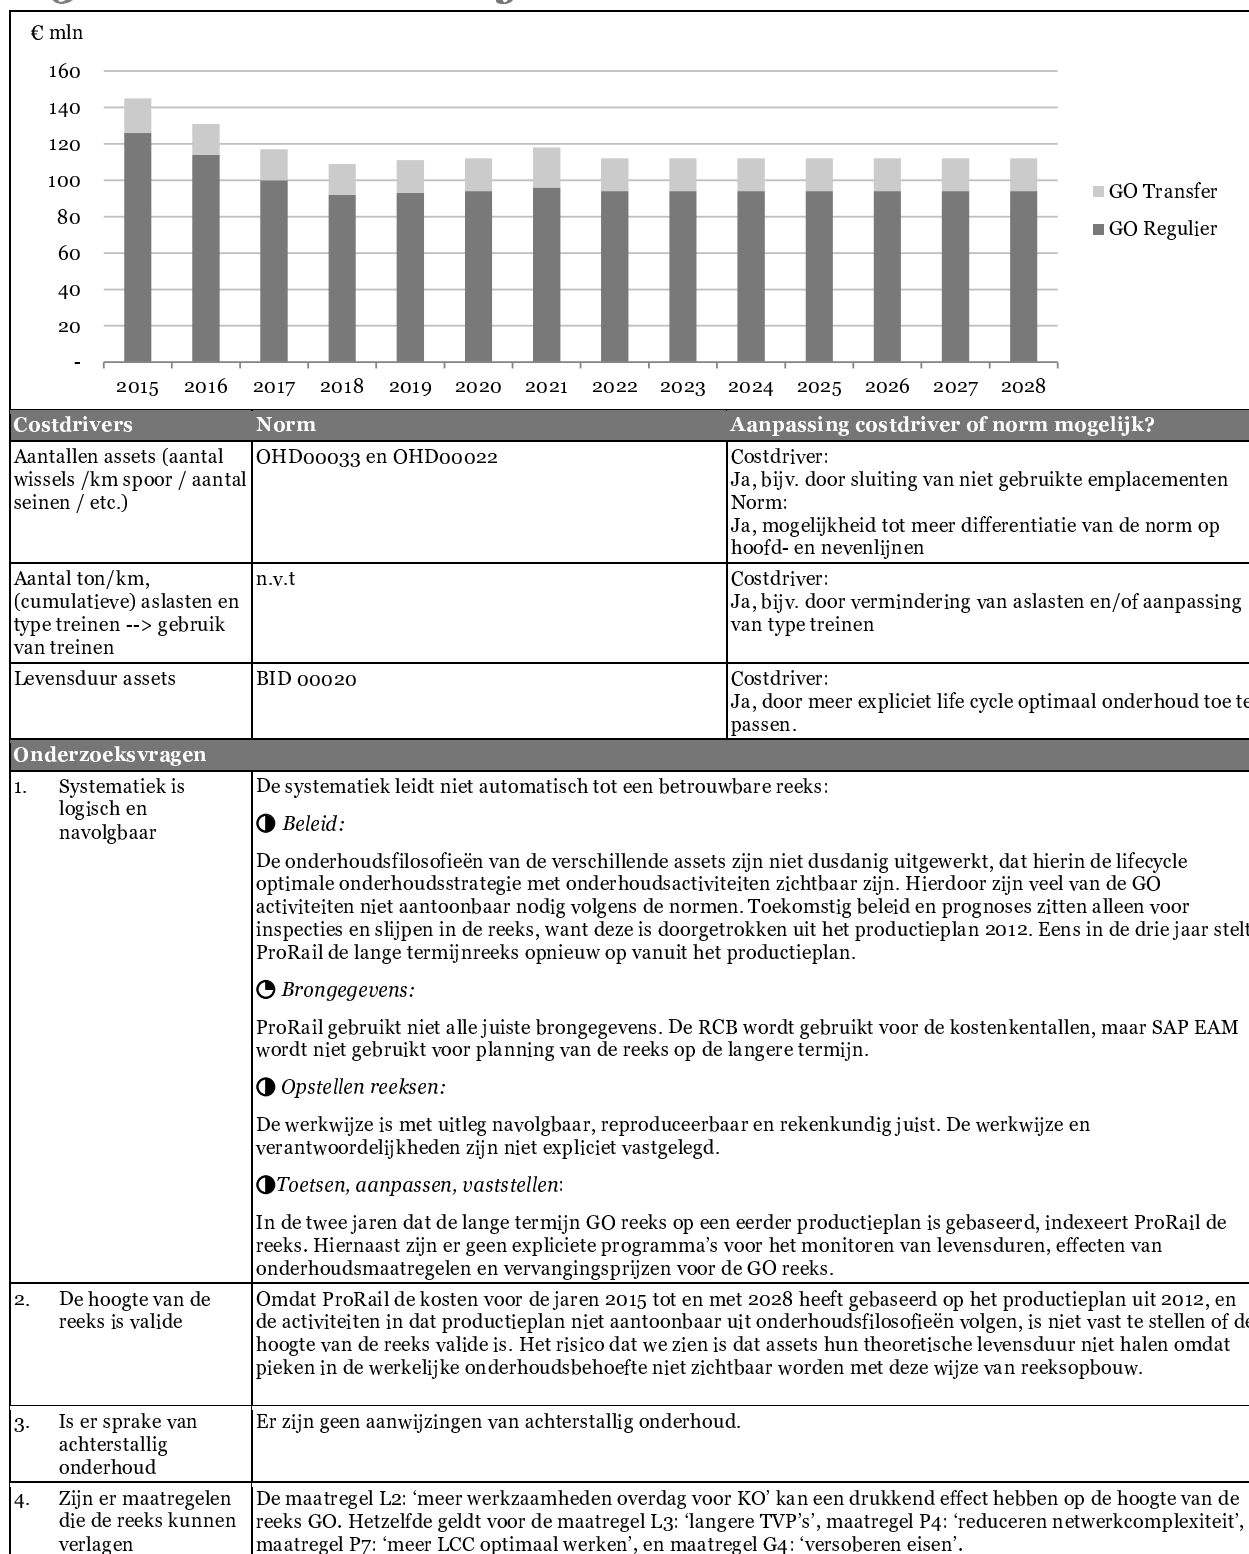 € mln
160
140
120
100
80
60
40
20
-
2015 2016 2017 2018 2019 2020 2021 2022 2023 2024 2025 2026 2027 2028
GO Transfer
GO Regulier
Costdrivers Norm Aanpassing costdriver of norm mogelijk?
Aantallen assets (aantal
wissels /km spoor / aantal
seinen / etc.)
OHD00033 en OHD00022
Costdriver:
Ja, bijv. door sluiting van niet gebruikte emplacementen
Norm:
Ja, mogelijkheid tot meer differentiatie van de norm op
hoofd- en nevenlijnen
Aantal ton/km,
(cumulatieve) aslasten en
type treinen --> gebruik
van treinen
n.v.t
Costdriver:
Ja, bijv. door vermindering van aslasten en/of aanpassing
van type treinen
Levensduur assets
BID 00020
Costdriver:
Ja, door meer expliciet life cycle optimaal onderhoud toe te
passen.
Onderzoeksvragen
1. Systematiek is
logisch en
navolgbaar
De systematiek leidt niet automatisch tot een betrouwbare reeks:
Beleid:
De onderhoudsfilosofieën van de verschillende assets zijn niet dusdanig uitgewerkt, dat hierin de lifecycle
optimale onderhoudsstrategie met onderhoudsactiviteiten zichtbaar zijn. Hierdoor zijn veel van de GO
activiteiten niet aantoonbaar nodig volgens de normen. Toekomstig beleid en prognoses zitten alleen voor
inspecties en slijpen in de reeks, want deze is doorgetrokken uit het productieplan 2012. Eens in de drie jaar stelt
ProRail de lange termijnreeks opnieuw op vanuit het productieplan.
Brongegevens:
ProRail gebruikt niet alle juiste brongegevens. De RCB wordt gebruikt voor de kostenkentallen, maar SAP EAM
wordt niet gebruikt voor planning van de reeks op de langere termijn.
Opstellen reeksen:
De werkwijze is met uitleg navolgbaar, reproduceerbaar en rekenkundig juist. De werkwijze en
verantwoordelijkheden zijn niet expliciet vastgelegd.
Toetsen, aanpassen, vaststellen:
In de twee jaren dat de lange termijn GO reeks op een eerder productieplan is gebaseerd, indexeert ProRail de
reeks. Hiernaast zijn er geen expliciete programma’s voor het monitoren van levensduren, effecten van
onderhoudsmaatregelen en vervangingsprijzen voor de GO reeks.
2. De hoogte van de
reeks is valide
Omdat ProRail de kosten voor de jaren 2015 tot en met 2028 heeft gebaseerd op het productieplan uit 2012, en
de activiteiten in dat productieplan niet aantoonbaar uit onderhoudsfilosofieën volgen, is niet vast te stellen of de
hoogte van de reeks valide is. Het risico dat we zien is dat assets hun theoretische levensduur niet halen omdat
pieken in de werkelijke onderhoudsbehoefte niet zichtbaar worden met deze wijze van reeksopbouw.
3. Is er sprake van
achterstallig
onderhoud
Er zijn geen aanwijzingen van achterstallig onderhoud.
4. Zijn er maatregelen
die de reeks kunnen
verlagen
De maatregel L2: ‘meer werkzaamheden overdag voor KO’ kan een drukkend effect hebben op de hoogte van de
reeks GO. Hetzelfde geldt voor de maatregel L3: ‘langere TVP’s’, maatregel P4: ‘reduceren netwerkcomplexiteit’,
maatregel P7: ‘meer LCC optimaal werken’, en maatregel G4: ‘versoberen eisen’.